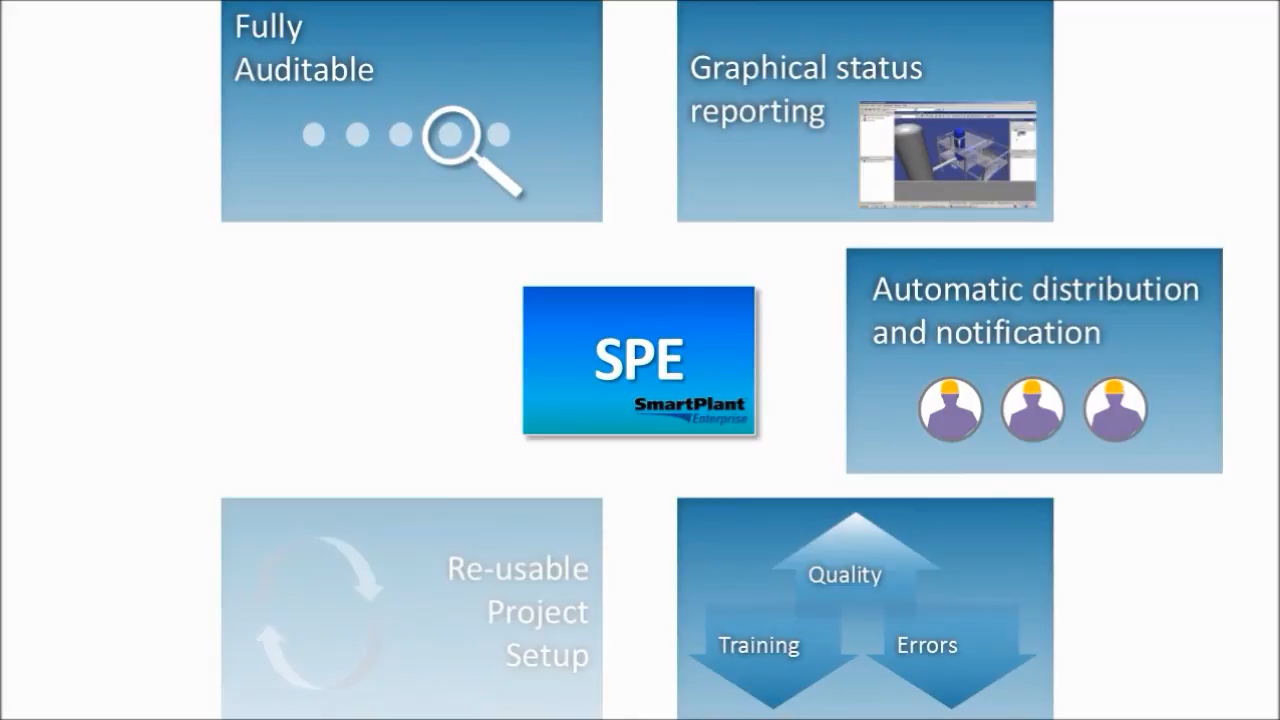 Fully
Auditable
Graphical status
reporting
Automatic distribution
and notification
SPE
SmartPlant
Enterprise
Re-usable
Project
Setup
Quality
Training
Errors